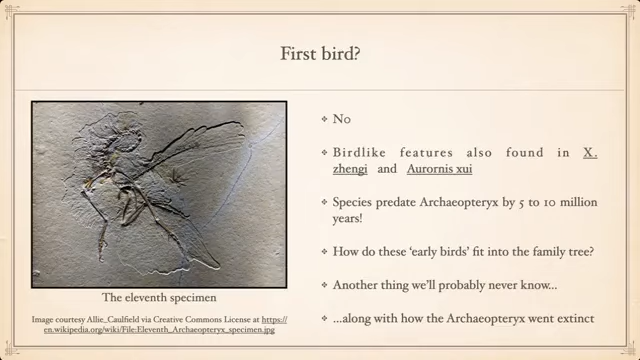 First bird?
No
Birdlike features also found in X.
zhengi and Aurornis xui
Species predate Archaeopteryx by 5 to 10 million
years!
How do these ‘early birds’ fit into the family tree?
Another thing we’ll probably never know...
...along with how the Archaeopteryx went extinct
The eleventh specimen
Image courtesy Allie_Caulfield via Creative Commons License at https://
en.wikipedia.org/wiki/File:Eleventh_Archaeopteryx_specimen.jpg